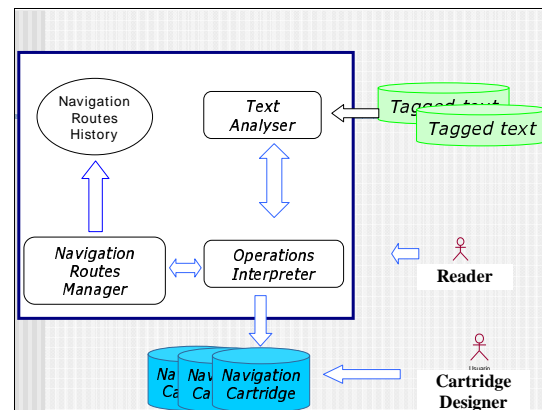 Navigation
Routes
History
Text
Analyser
Tagged text
Tagged text
Navigation
Routes
Manager
Operations
Interpreter
Reader
Usuario
Navigation
Cartridge
Cartridge
Designer